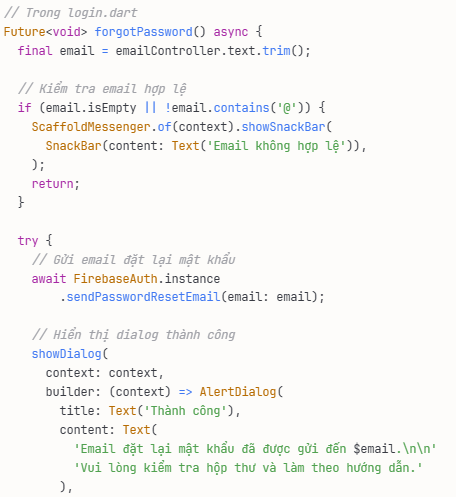 // Trong login.dart
Future<void> forgotPassword() async {
  final email = emailController.text.trim();

  // Kiểm tra email hợp lệ
  if (email.isEmpty || !email.contains('@')) {
    ScaffoldMessenger.of(context).showSnackBar(
      SnackBar(content: Text('Email không hợp lệ')),
    );
    return;
  }

  try {
    // Gửi email đặt lại mật khẩu
    await FirebaseAuth.instance
        .sendPasswordResetEmail(email: email);

    // Hiển thị dialog thành công
    showDialog(
      context: context,
      builder: (context) => AlertDialog(
        title: Text('Thành công'),
        content: Text(
          'Email đặt lại mật khẩu đã được gửi đến $email.\n\n'
          'Vui lòng kiểm tra hộp thư và làm theo hướng dẫn.'
        ),